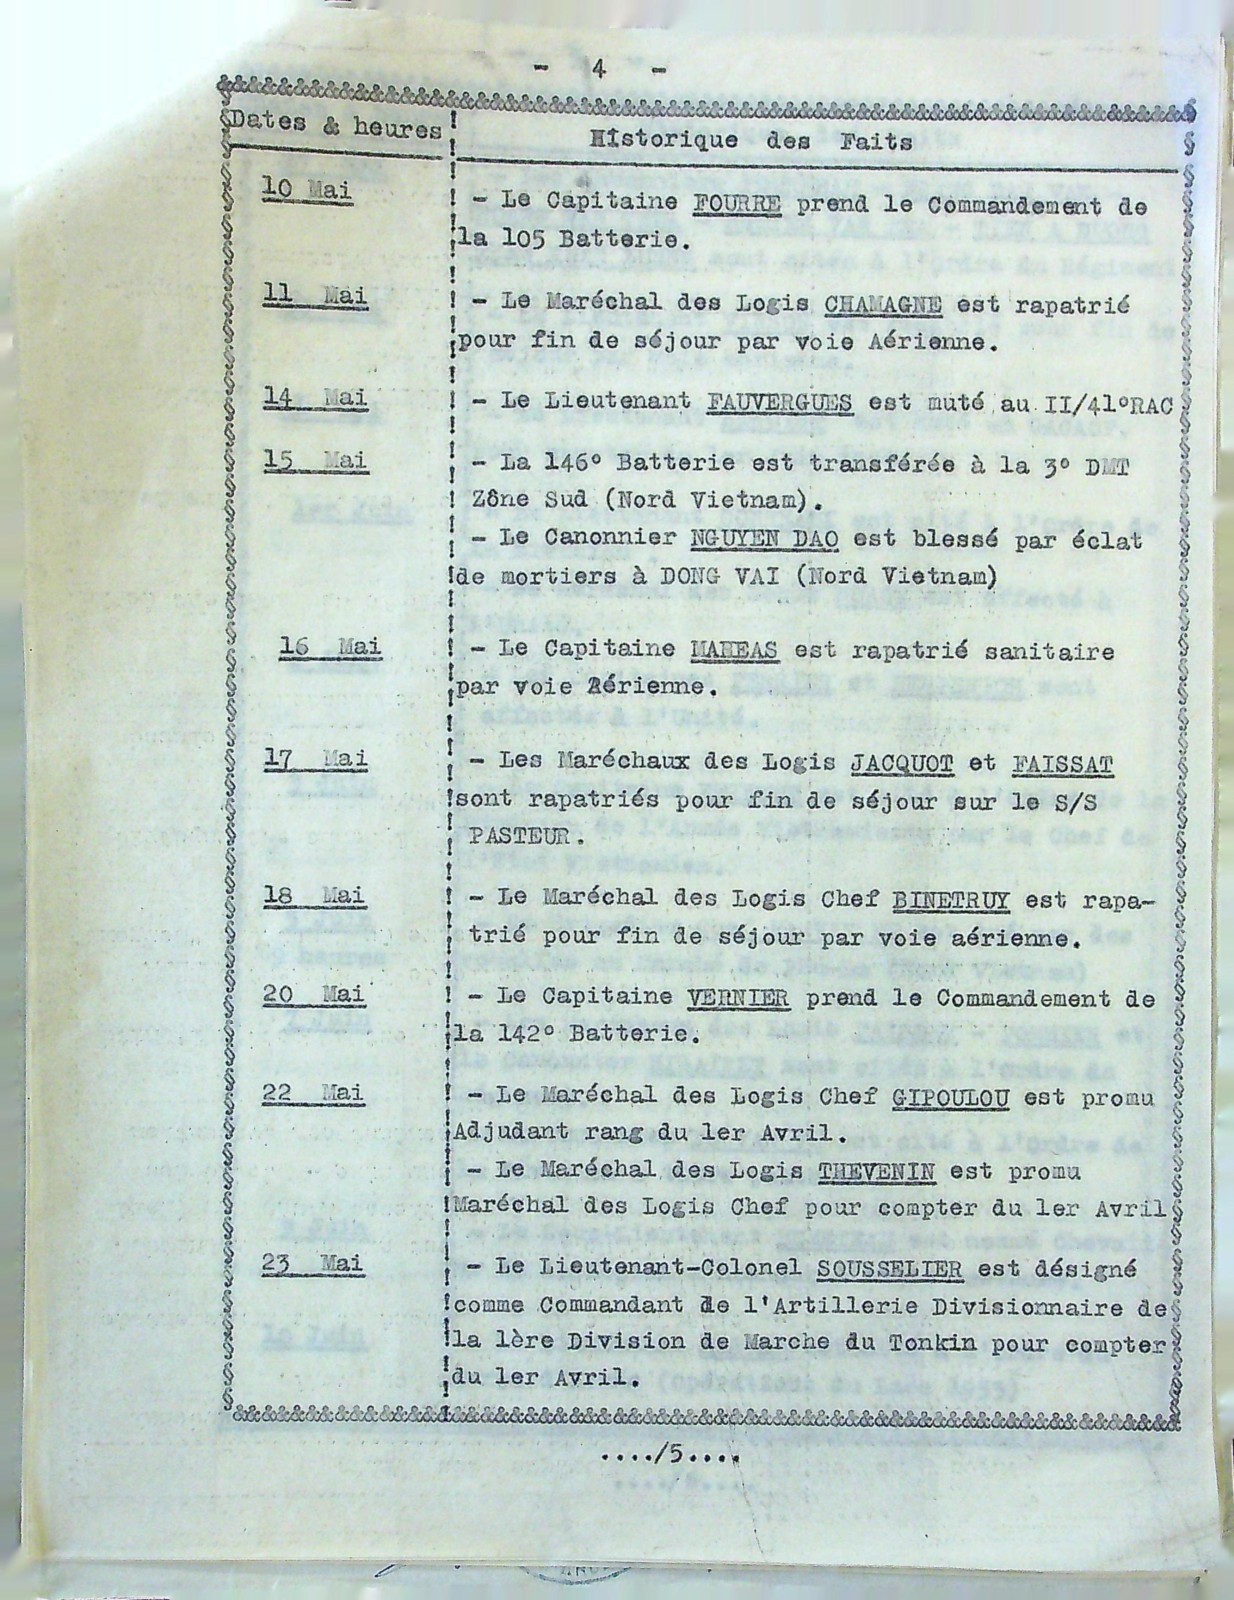 - 4 -
Dates & heures
Historique des Faits
10 Mai
- Le Capitaine FOURRE prend le Commandement de
la 105 Batterie.
11 Mai
- Le Maréchal des Logis CHAMAGNE est rapatrié
pour fin de séjour par voie Aérienne.
14 Mai
- Le Lieutenant FAUVERGUES est muté au II/41°RAC
15 Mai
- La 146° Batterie est transférée à la 3° DMT
Zône Sud (Nord Vietnam).
- Le Canonnier NGUYEN DAO est blessé par éclat
de mortiers à DONG VAI (Nord Vietnam)
16 Mai
- Le Capitaine MAHEAS est rapatrié sanitaire
par voie Aérienne.
17 Mai
- Les Maréchaux des Logis JACQUOT et FAISSAT
sont rapatriés pour fin de séjour sur le S/S
PASTEUR.
18 Mai
- Le Maréchal des Logis Chef BINETRUY est rapa-
trié pour fin de séjour par voie aérienne.
20 Mai
- Le Capitaine VERNIER prend le Commandement de
la 142° Batterie.
22 Mai
- Le Maréchal des Logis Chef GIPOULOU est promu
Adjudant rang du 1er Avril.
- Le Maréchal des Logis THEVENIN est promu
Maréchal des Logis Chef pour compter du 1er Avril
23 Mai
- Le Lieutenant-Colonel SOUSSELIER est désigné
comme Commandant de l'Artillerie Divisionnaire de
la 1ère Division de Marche du Tonkin pour compter
du 1er Avril.
..../5....